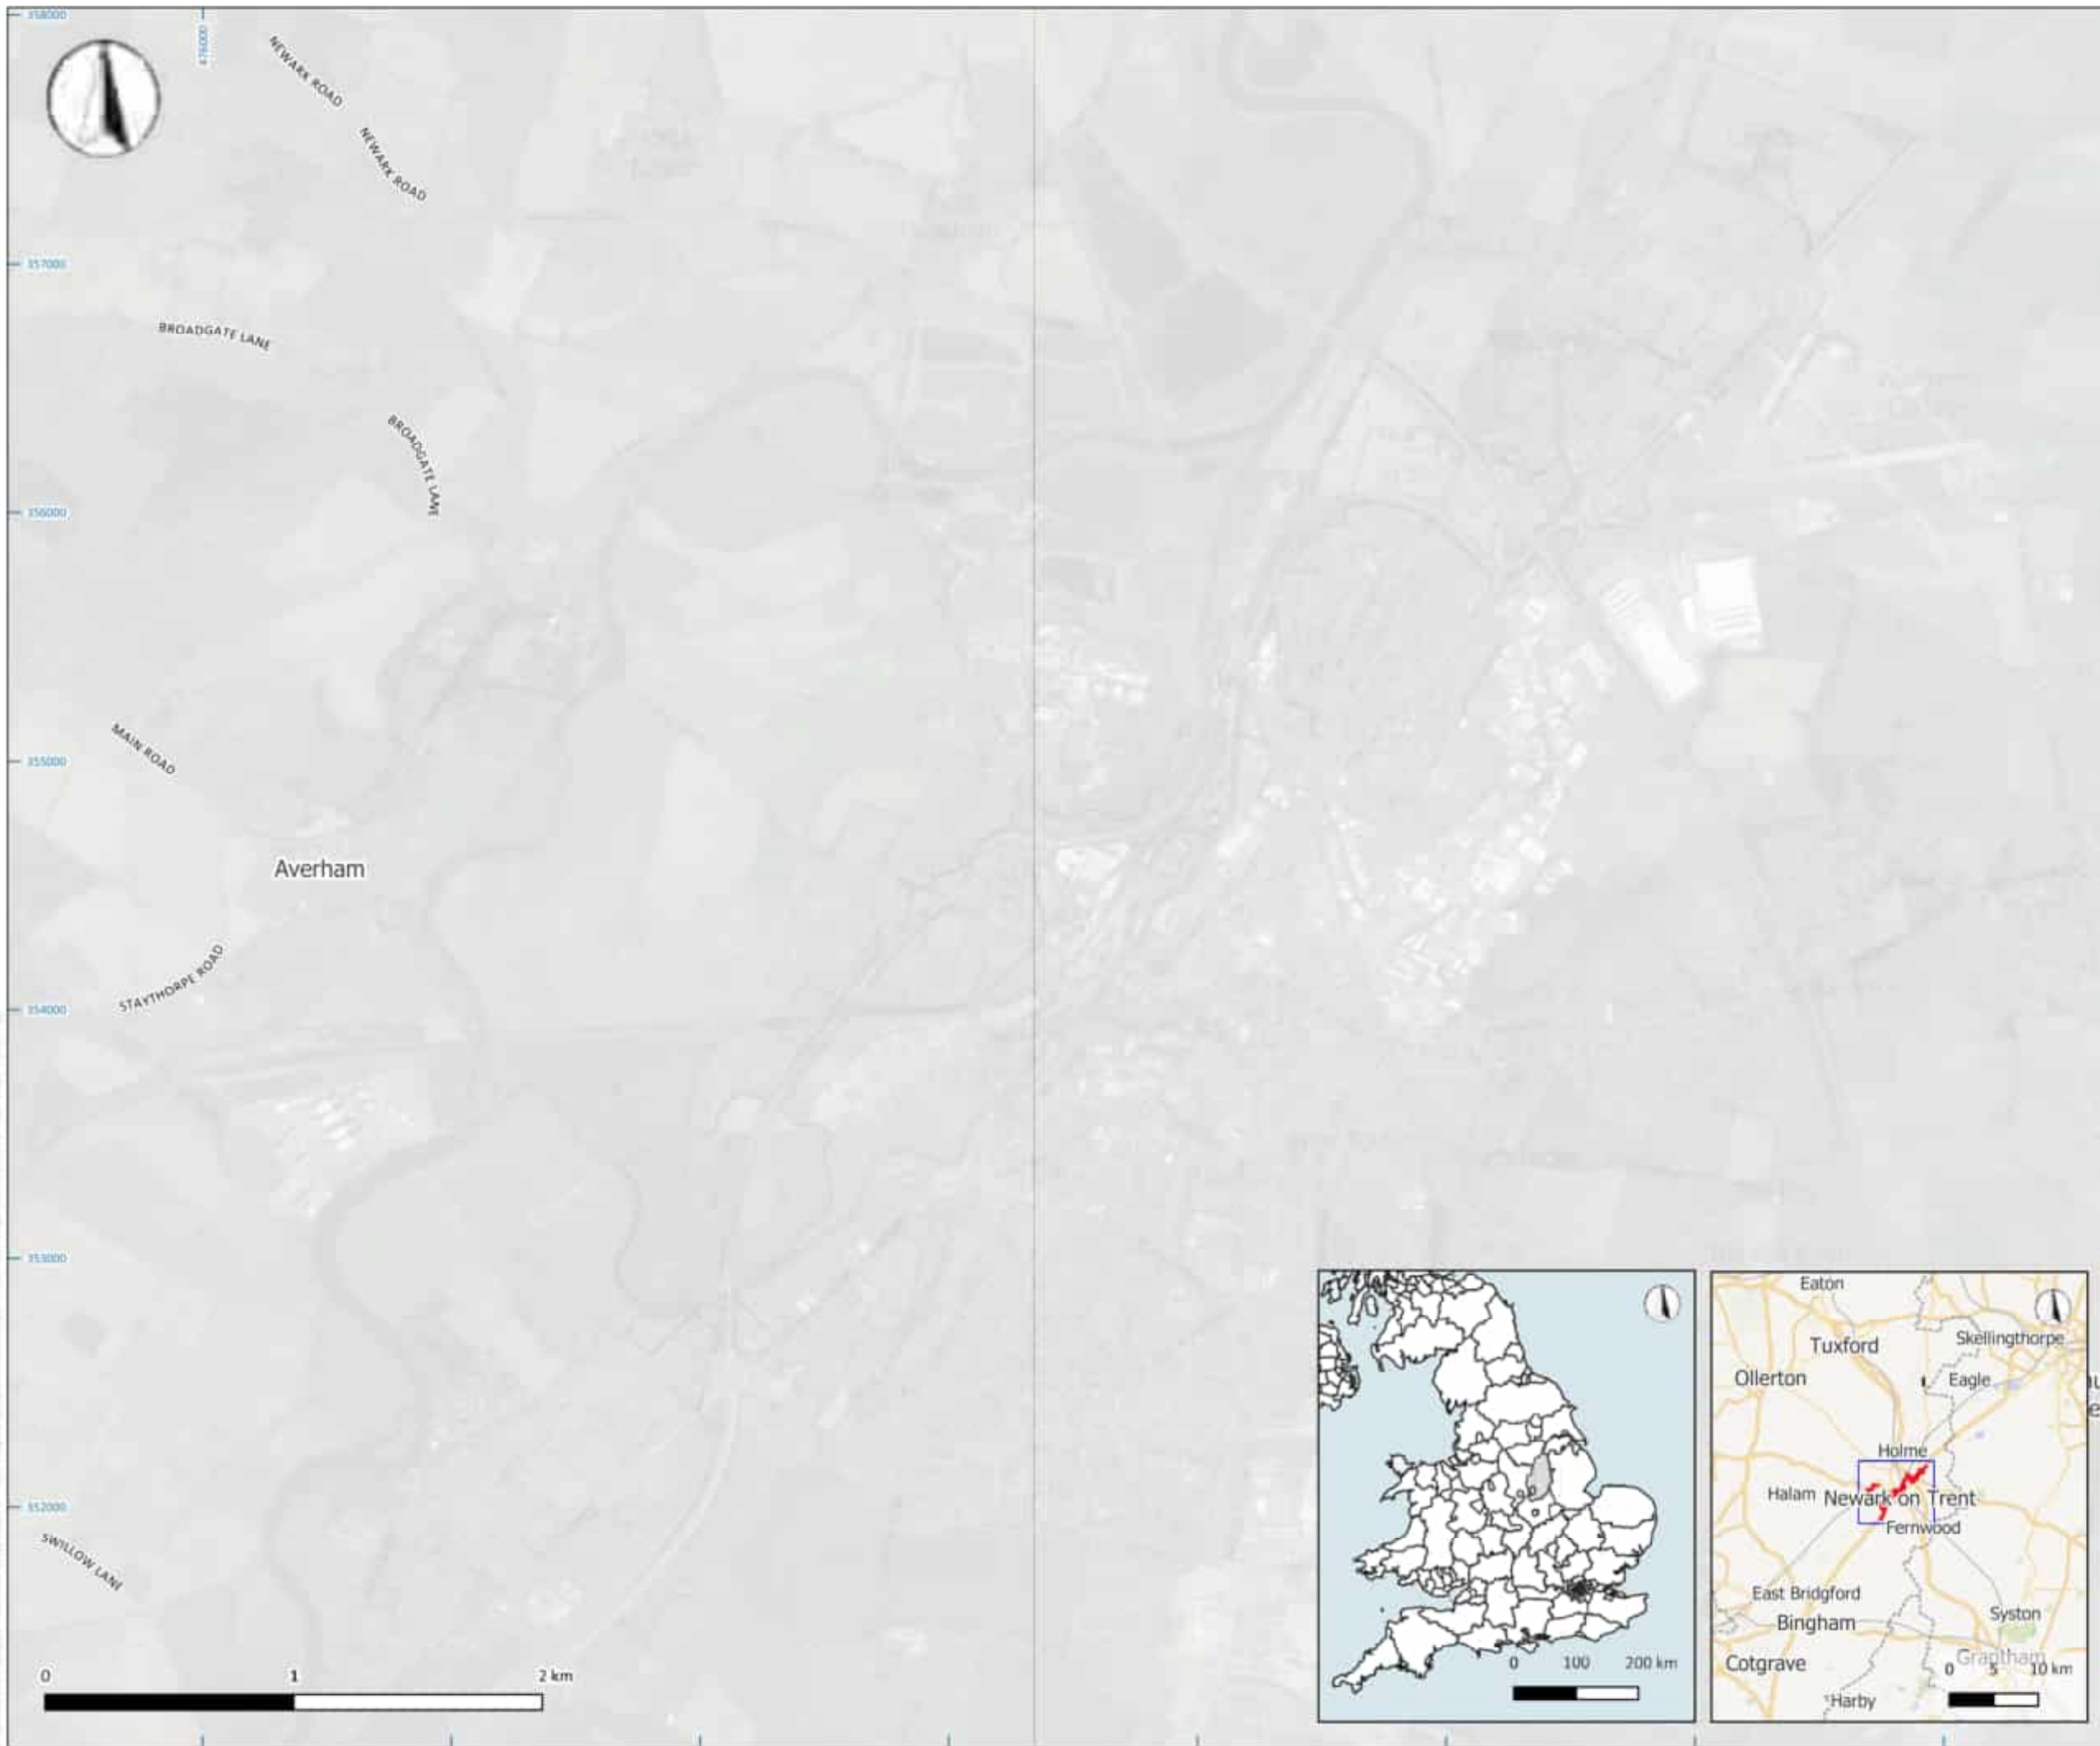 358000
476000
NEWARK ROAD
NEWARK ROAD
357000
BROADGATE LANE
BROADGATE LANE
356000
MAIN ROAD
355000
Averham
STAYTHORPE ROAD
354000
353000
352000
SWILLOW LANE
0 1 2 km
0 100 200 km
Eaton
Tuxford
Skellingthorpe
Ollerton
Eagle
Holme
Halam
Newark on Trent
Fernwood
East Bridgford
Bingham
Syston
Cotgrave
Grantham
0 5 10 km
Harby